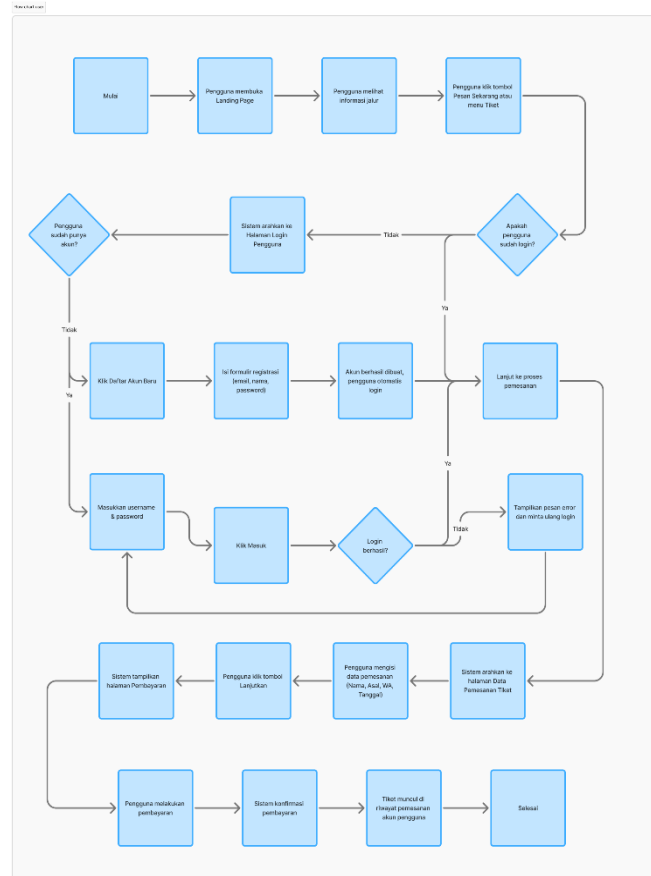 Flowchart user
Mulai
Pengguna membuka
Landing Page
Pengguna melihat
informasi jalur
Pengguna klik tombol
Pesan Sekarang atau
menu Tiket
Pengguna
sudah punya
akun?
Sistem arahkan ke
Halaman Login
Pengguna
Tidak
Apakah
pengguna
sudah login?
Ya
Tidak
Klik Daftar Akun Baru
Isi formulir registrasi
(email, nama,
password)
Akun berhasil dibuat,
pengguna otomatis
login
Lanjut ke proses
pemesanan
Ya
Masukkan username
& password
Klik Masuk
Login
berhasil?
Ya
Tidak
Tampilkan pesan error
dan minta ulang login
Sistem tampilkan
halaman Pembayaran
Pengguna klik tombol
Lanjutkan
Pengguna mengisi
data pemesanan
(Nama, Asal, WA,
Tanggal)
Sistem arahkan ke
halaman Data
Pemesanan Tiket
Pengguna melakukan
pembayaran
Sistem konfirmasi
pembayaran
Tiket muncul di
riwayat pemesanan
akun pengguna
Selesai